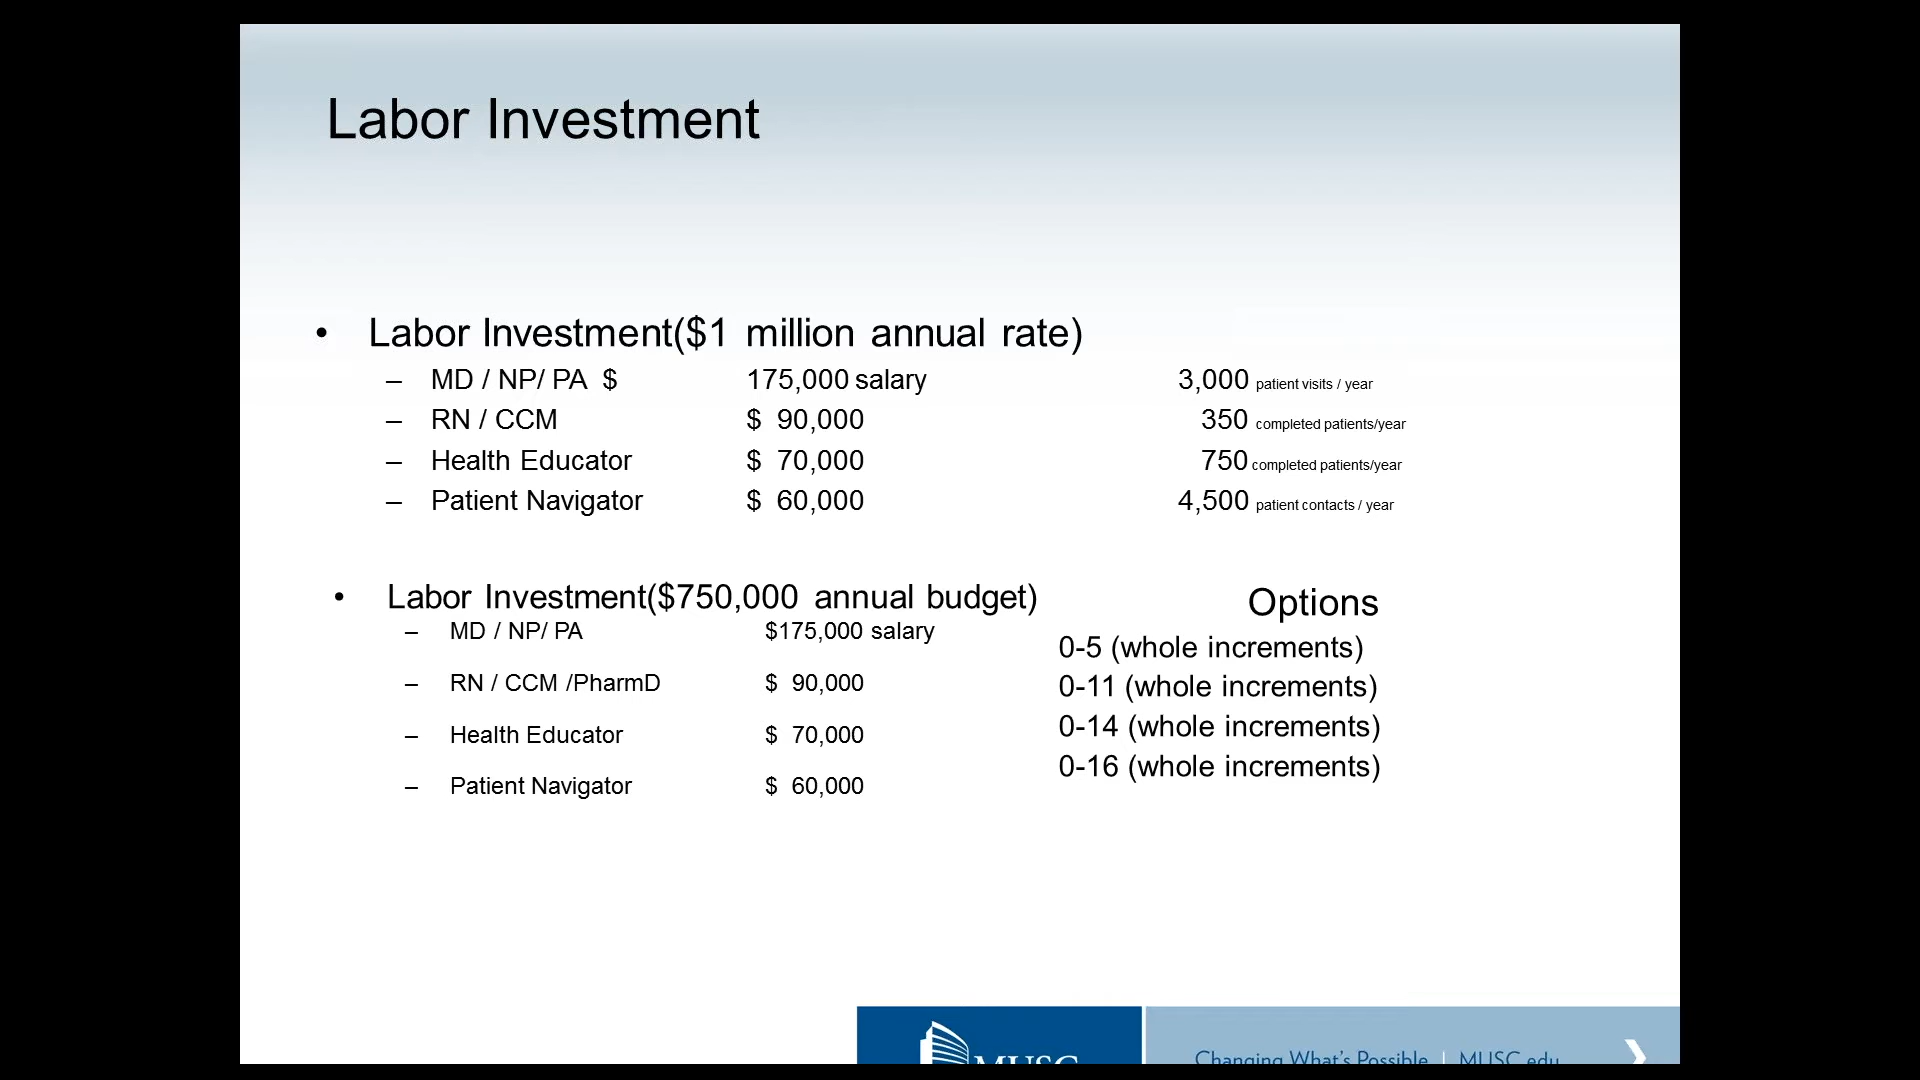 Labor Investment
• Labor Investment($1 million annual rate)
– MD / NP/ PA $ 175,000 salary 3,000 patient visits / year
– RN / CCM $ 90,000 350 completed patients/year
– Health Educator $ 70,000 750 completed patients/year
– Patient Navigator $ 60,000 4,500 patient contacts / year
• Labor Investment($750,000 annual budget) Options
– MD / NP/ PA $175,000 salary 0-5 (whole increments)
– RN / CCM /PharmD $ 90,000 0-11 (whole increments)
– Health Educator $ 70,000 0-14 (whole increments)
– Patient Navigator $ 60,000 0-16 (whole increments)
MUSC Changing What's Possible | MUSC.edu